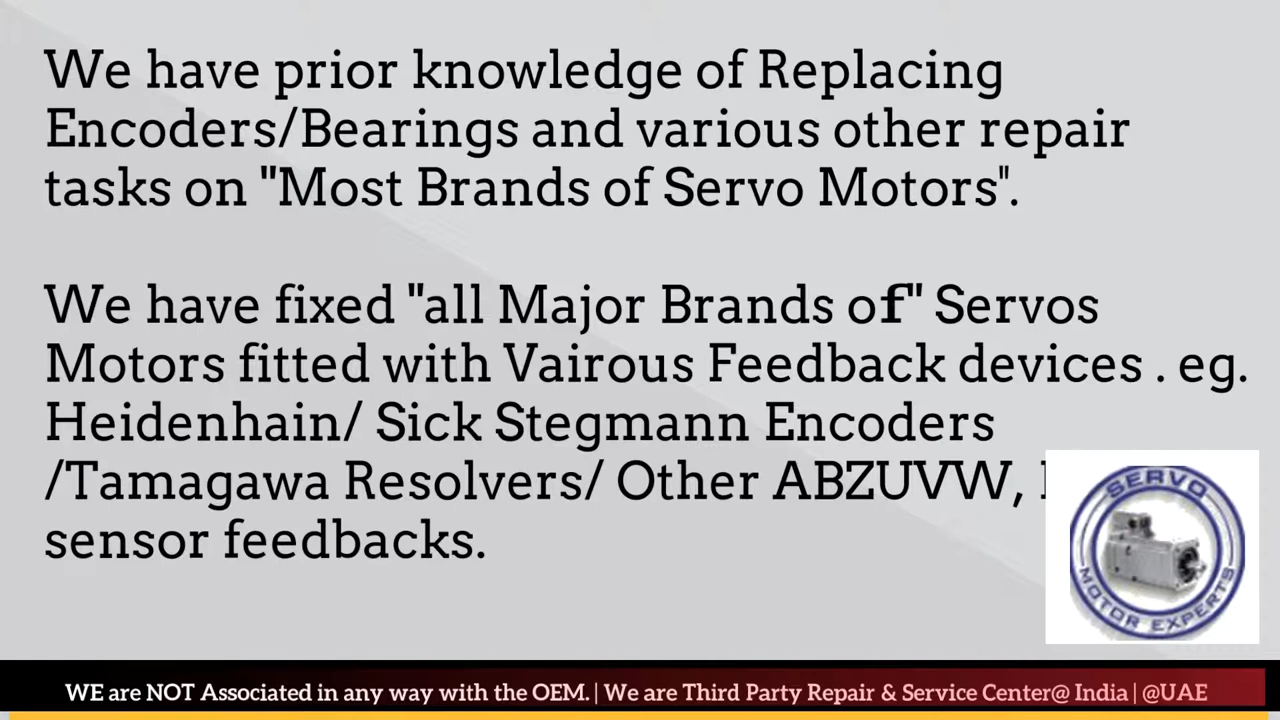 We have prior knowledge of Replacing
Encoders/Bearings and various other repair
tasks on "Most Brands of Servo Motors".
We have fixed "all Major Brands of" Servos
Motors fitted with Vairous Feedback devices . eg.
Heidenhain/ Sick Stegmann Encoders
/Tamagawa Resolvers/ Other ABZUVW,
sensor feedbacks.
SERVO
MOTOR EXPERTS
WE are NOT Associated in any way with the OEM. | We are Third Party Repair & Service Center@ India | @UAE